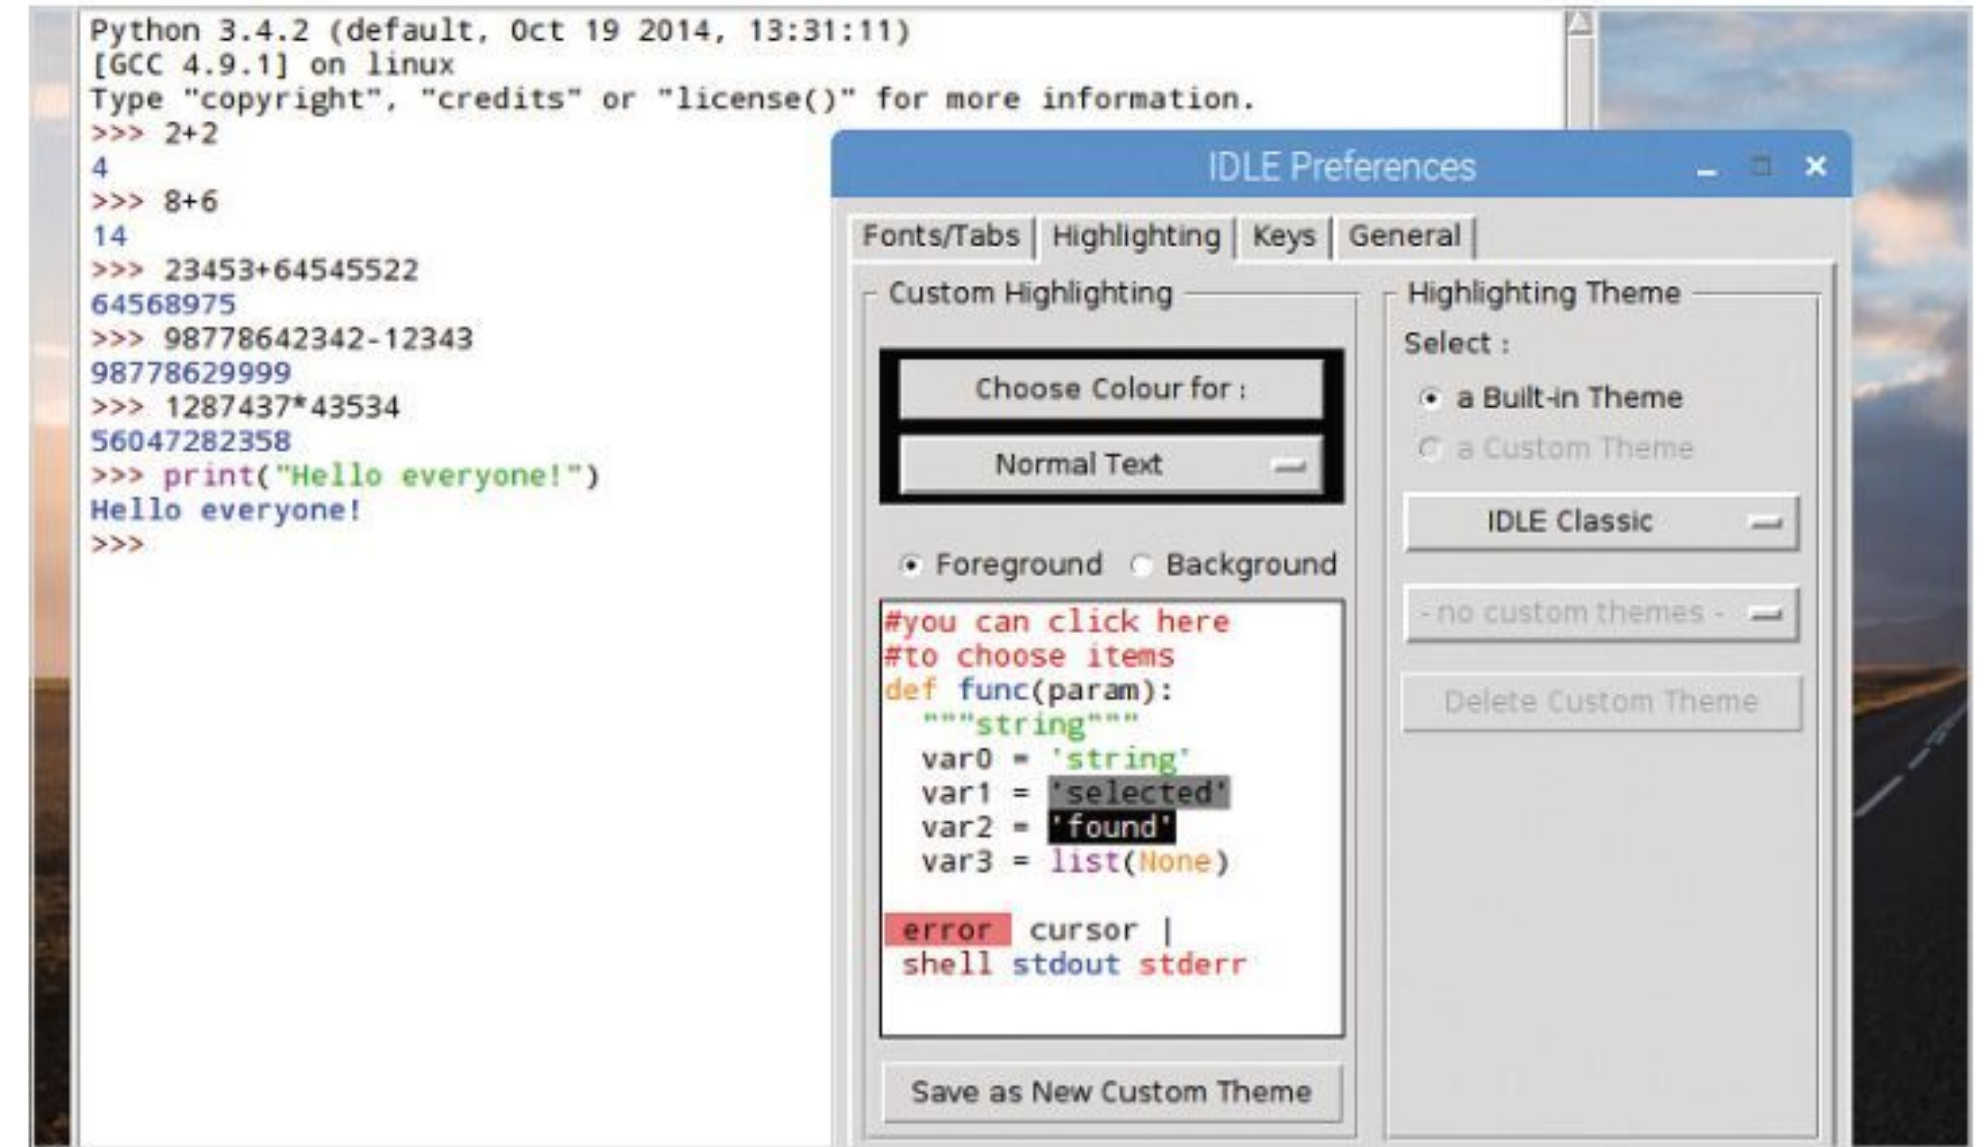 Python 3.4.2 (default, Oct 19 2014, 13:31:11)
[GCC 4.9.1] on linux
Type "copyright", "credits" or "license()" for more information.
>>> 2+2
4
>>> 8+6
14
>>> 23453+64545522
64568975
>>> 98778642342-12343
98778629999
>>> 1287437*43534
56047282358
>>> print("Hello everyone!")
Hello everyone!
>>>
IDLE Preferences
Fonts/Tabs Highlighting Keys General
Custom Highlighting
Choose Colour for :
Normal Text
Foreground Background
#you can click here
#to choose items
def func(param):
  """string"""
  var0 = 'string'
  var1 = 'selected'
  var2 = 'found'
  var3 = list(None)
 error  cursor |
 shell stdout stderr
Save as New Custom Theme
Highlighting Theme
Select :
a Built-in Theme
a Custom Theme
IDLE Classic
- no custom themes -
Delete Custom Theme